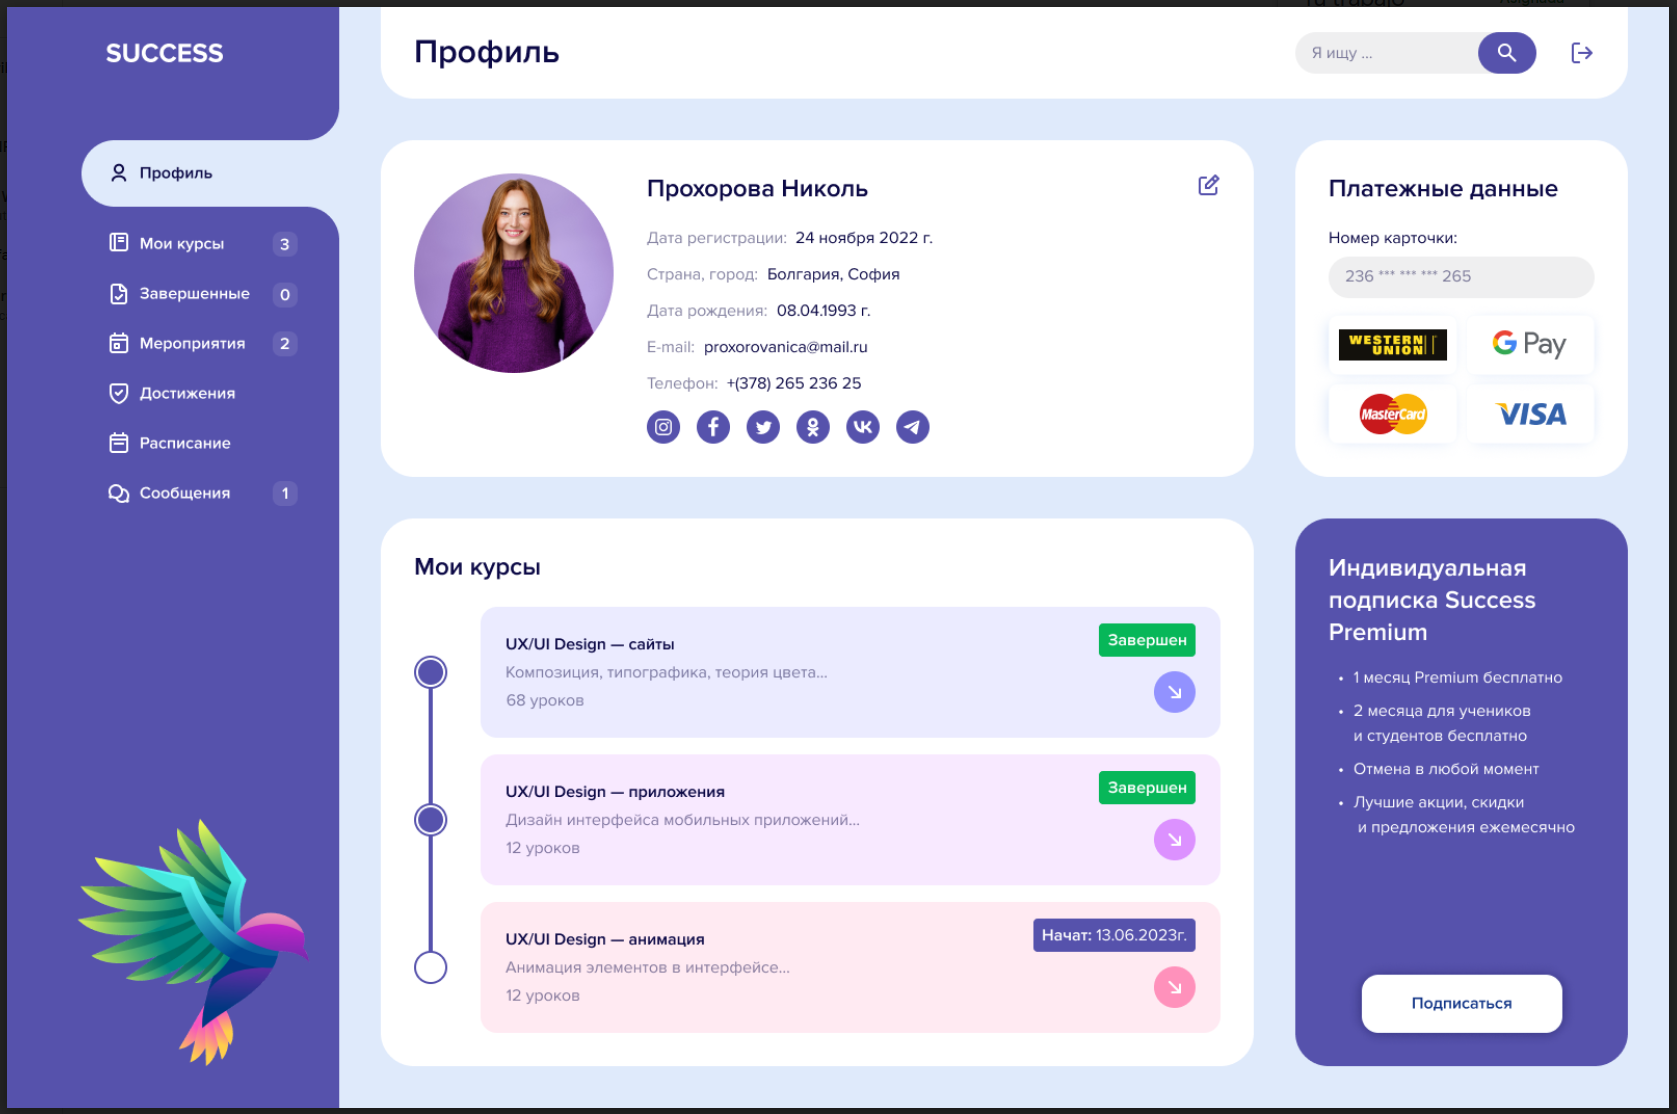 SUCCESS
Профиль
Я ищу ...
Профиль
Мои курсы 3
Завершенные 0
Мероприятия 2
Достижения
Расписание
Сообщения 1
Прохорова Николь
Дата регистрации: 24 ноября 2022 г.
Страна, город: Болгария, София
Дата рождения: 08.04.1993 г.
E-mail: proxorovanica@mail.ru
Телефон: +(378) 265 236 25
Платежные данные
Номер карточки:
236 *** *** *** 265
WESTERN
UNION
G Pay
MasterCard
VISA
Мои курсы
UX/UI Design — сайты
Завершен
Композиция, типографика, теория цвета...
68 уроков
UX/UI Design — приложения
Завершен
Дизайн интерфейса мобильных приложений...
12 уроков
UX/UI Design — анимация
Начат: 13.06.2023г.
Анимация элементов в интерфейсе...
12 уроков
Индивидуальная
подписка Success
Premium
• 1 месяц Premium бесплатно
• 2 месяца для учеников
и студентов бесплатно
• Отмена в любой момент
• Лучшие акции, скидки
и предложения ежемесячно
Подписаться